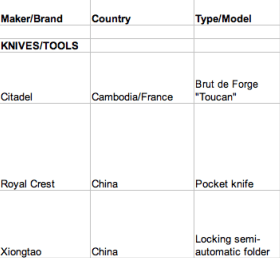 Maker/Brand Country Type/Model
KNIVES/TOOLS
Brut de Forge
Citadel Cambodia/France "Toucan"
Royal Crest China Pocket knife
Locking semi-
Xiongtao China automatic folder